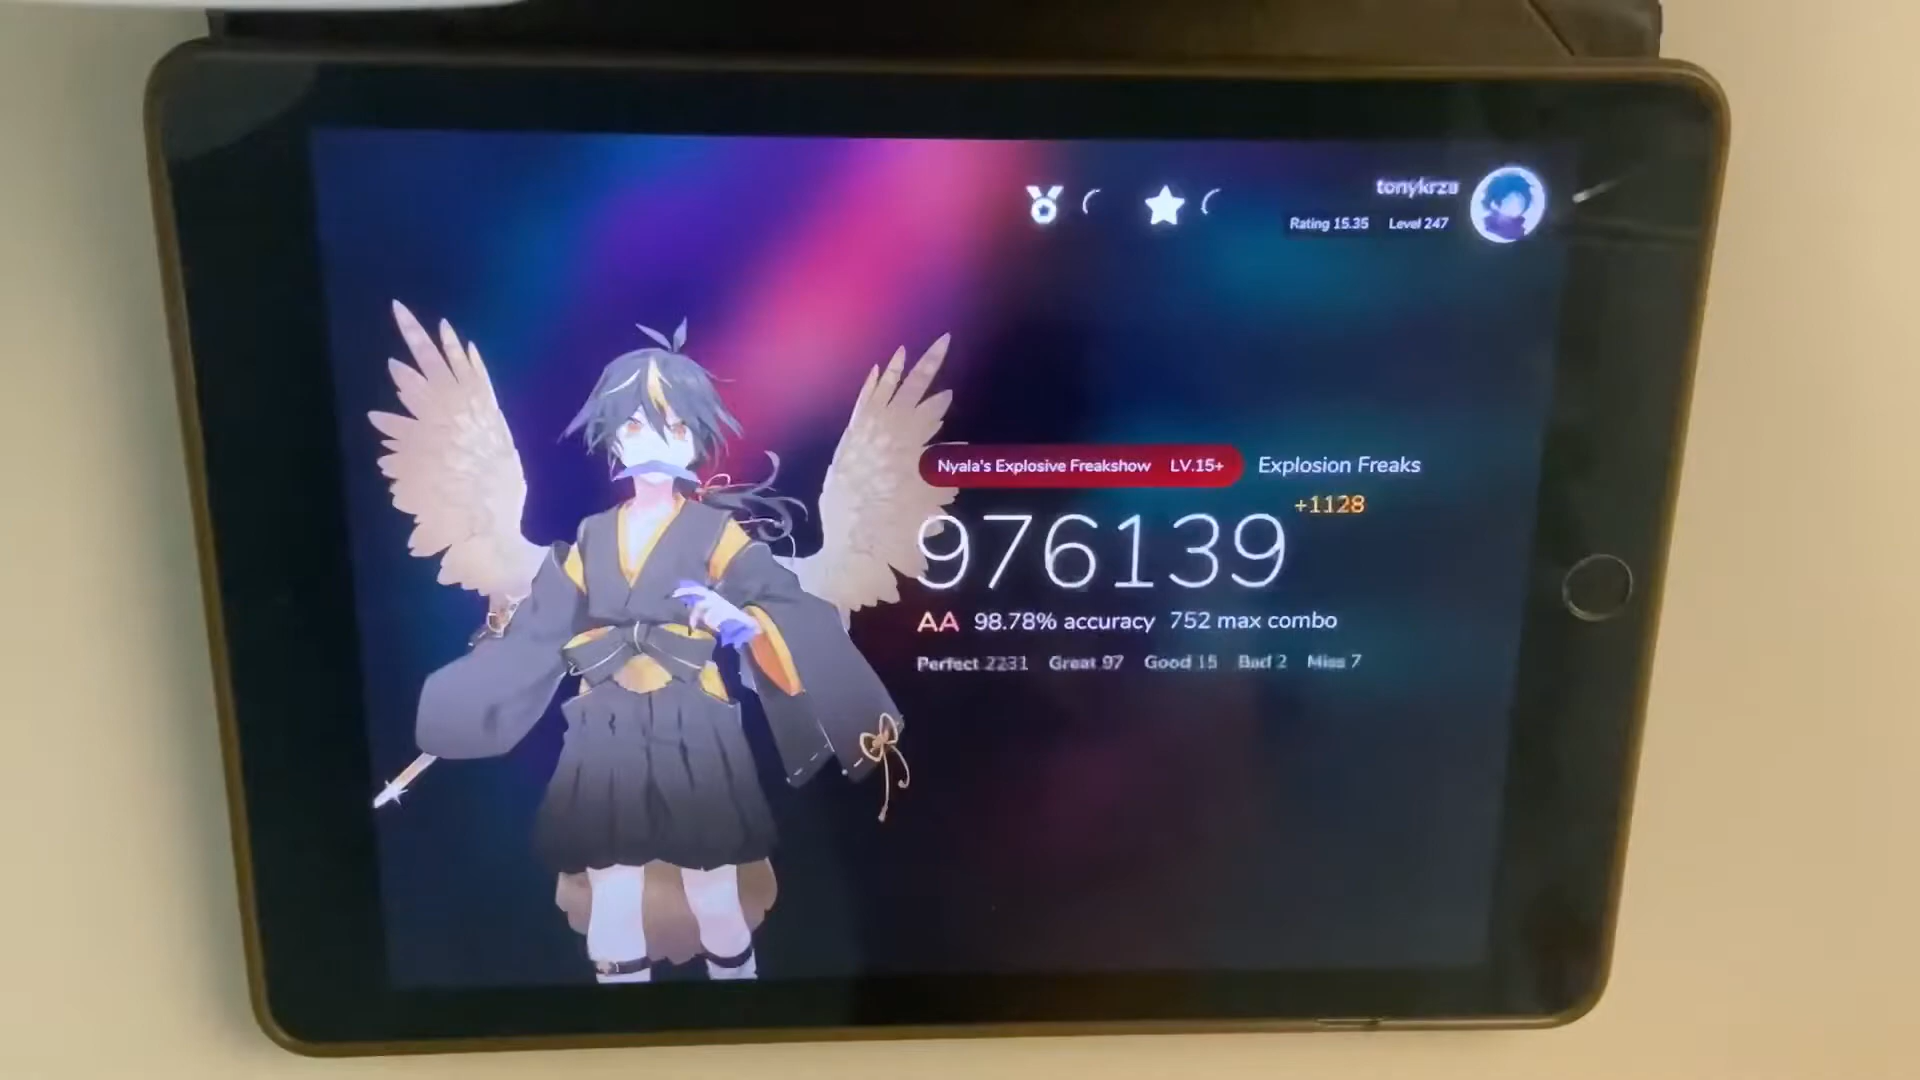 tonykrza
Rating 15.35 Level 247
Nyala's Explosive Freakshow LV.15+ Explosion Freaks
+1128
976139
AA 98.78% accuracy 752 max combo
Perfect 2231 Great 97 Good 15 Bad 2 Miss 7